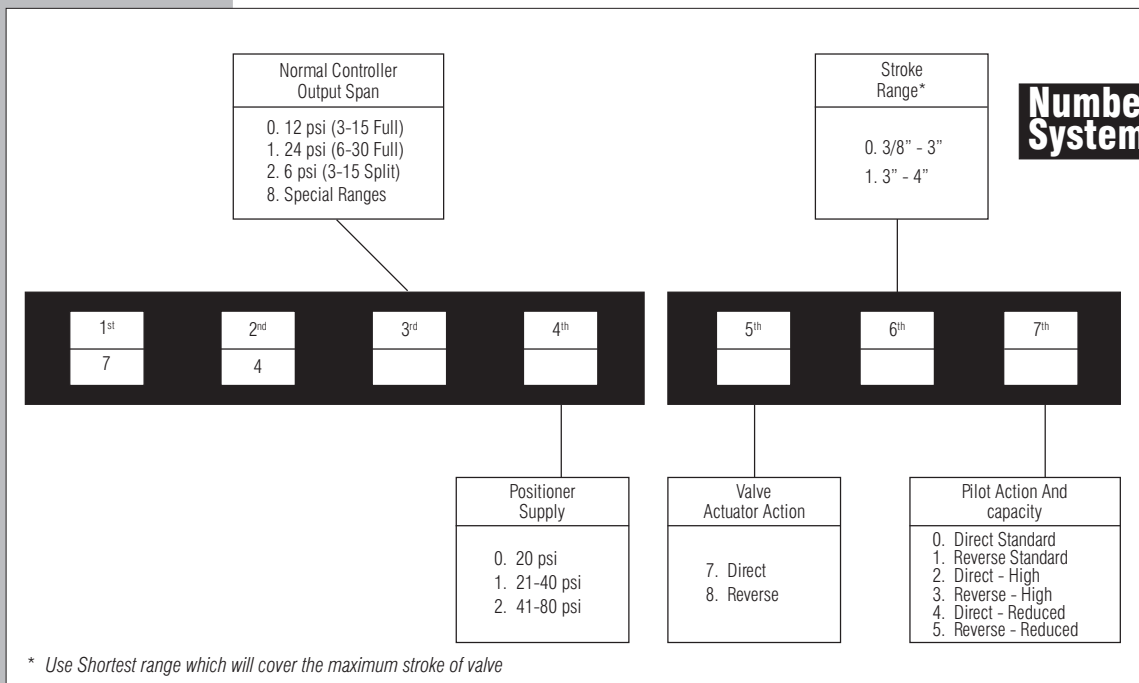 Normal Controller
Output Span
0. 12 psi (3-15 Full)
1. 24 psi (6-30 Full)
2. 6 psi (3-15 Split)
8. Special Ranges
Stroke
Range*
0. 3/8” - 3”
1. 3” - 4”
Numbe
System
1st
2nd
3rd
4th
5th
6th
7th
7
4
Positioner
Supply
0. 20 psi
1. 21-40 psi
2. 41-80 psi
Valve
Actuator Action
7. Direct
8. Reverse
Pilot Action And
capacity
0. Direct Standard
1. Reverse Standard
2. Direct - High
3. Reverse - High
4. Direct - Reduced
5. Reverse - Reduced
* Use Shortest range which will cover the maximum stroke of valve